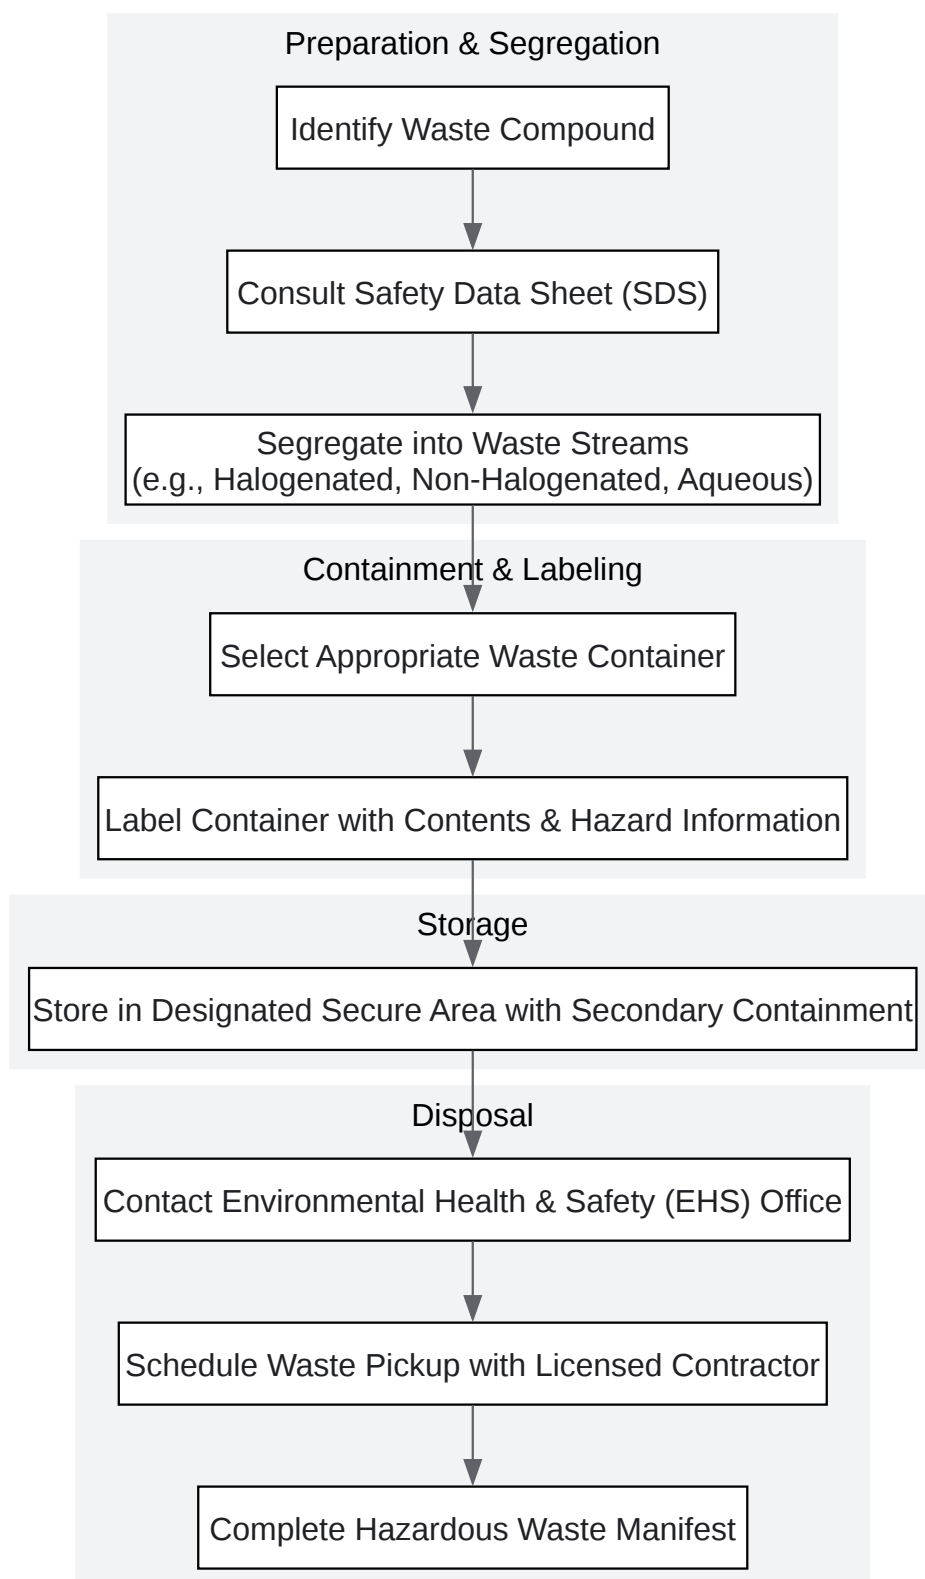 Preparation & Segregation
Identify Waste Compound
Consult Safety Data Sheet (SDS)
Segregate into Waste Streams
(e.g., Halogenated, Non-Halogenated, Aqueous)
Containment & Labeling
Select Appropriate Waste Container
Label Container with Contents & Hazard Information
Storage
Store in Designated Secure Area with Secondary Containment
Disposal
Contact Environmental Health & Safety (EHS) Office
Schedule Waste Pickup with Licensed Contractor
Complete Hazardous Waste Manifest